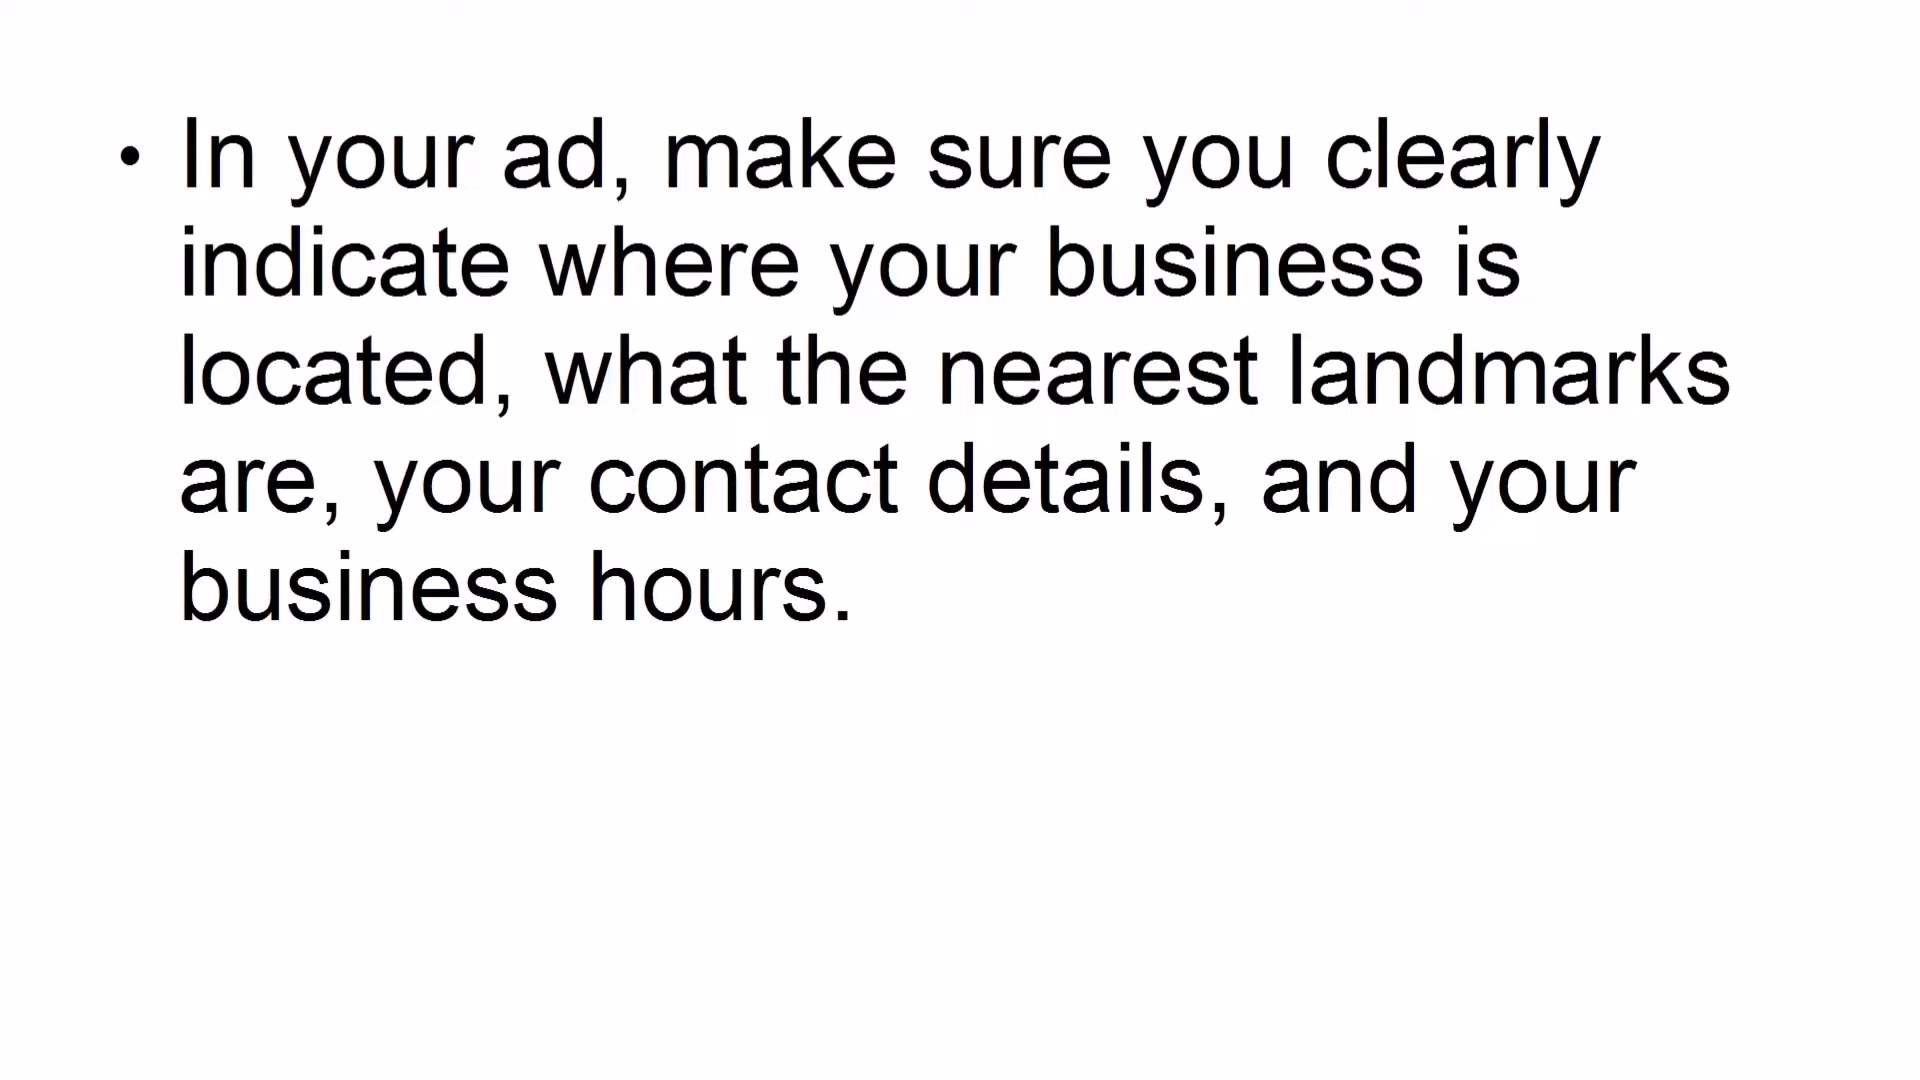 • In your ad, make sure you clearly
indicate where your business is
located, what the nearest landmarks
are, your contact details, and your
business hours.